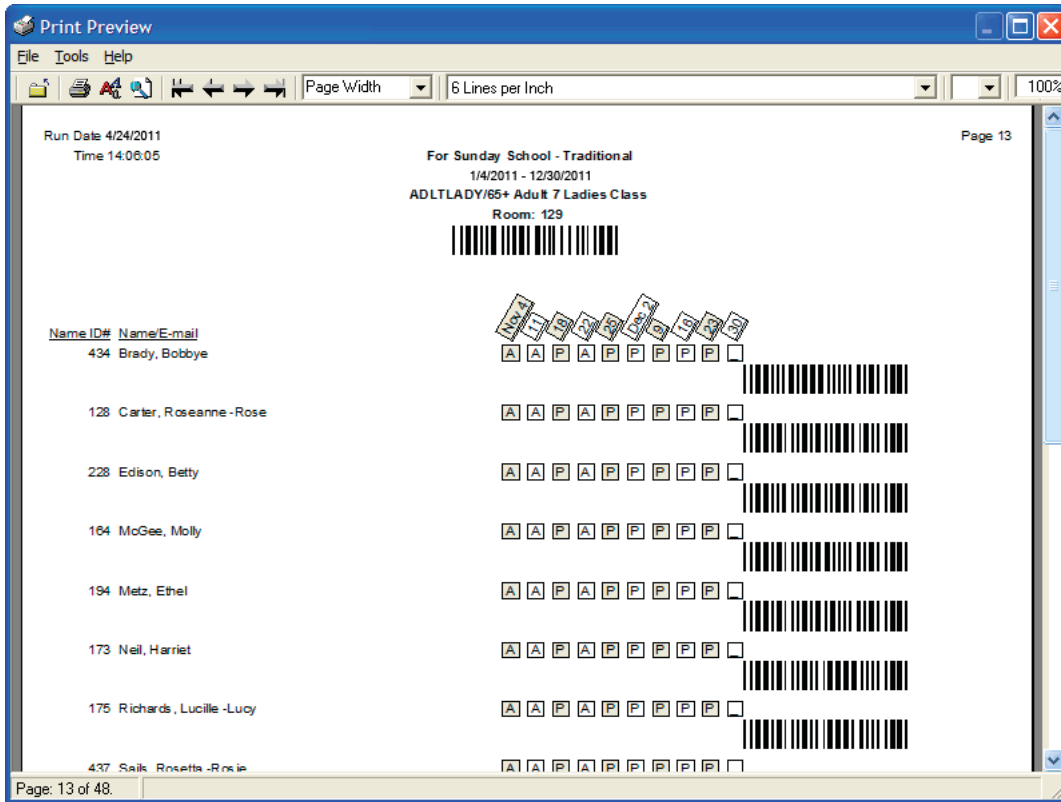 Print Preview
File Tools Help
Page Width 6 Lines per Inch 100%
Run Date 4/24/2011 Page 13
Time 14:06:05
For Sunday School - Traditional
1/4/2011 - 12/30/2011
ADLTLADY/65+ Adult 7 Ladies Class
Room: 129
Nov 4 11 18 22 25 Dec 2 9 16 23 30
Name ID# Name/E-mail
434 Brady, Bobbye A A P A P P P P P _
128 Carter, Roseanne -Rose A A P A P P P P P _
228 Edison, Betty A A P A P P P P P _
164 McGee, Molly A A P A P P P P P _
194 Metz, Ethel A A P A P P P P P _
173 Neil, Harriet A A P A P P P P P _
175 Richards, Lucille -Lucy A A P A P P P P P _
437 Sails, Rosetta -Rosie A A P A P P P P P
Page: 13 of 48.